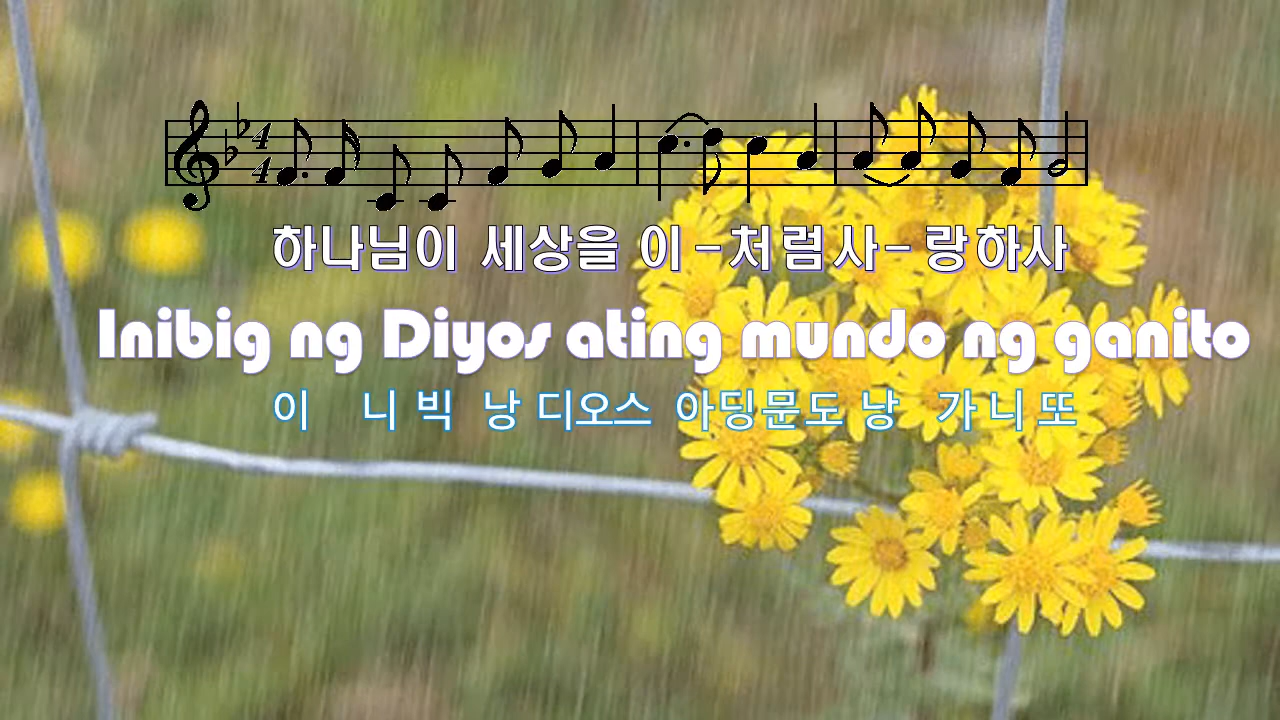 하나님이 세상을 이 - 처럼사 - 랑하사
Inibig ng Diyos ating mundo ng ganito
이 니 빅 낭 디오스 아딩문도 낭 가 니 또